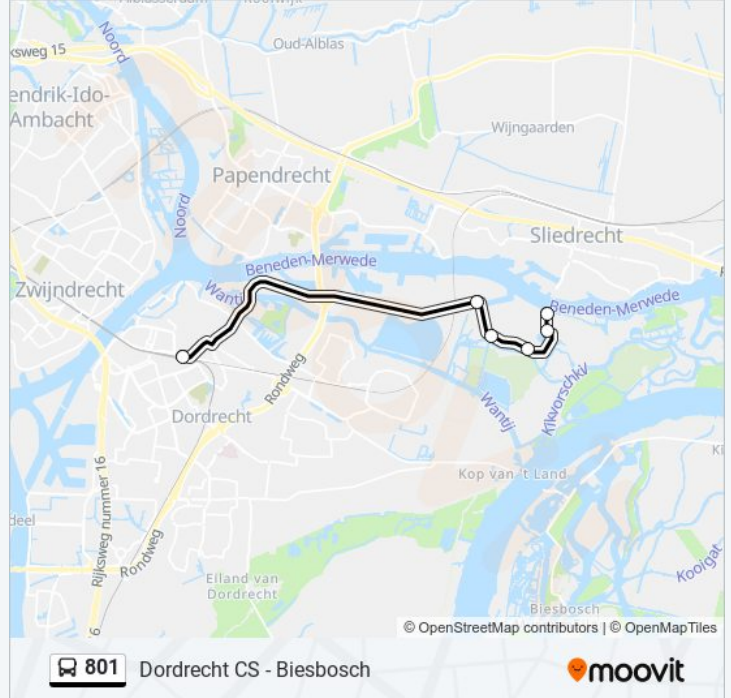 Noord
Oud-Alblas
ksweg 15
endrik-Ido-
Ambacht
Wijngaarden
Papendrecht
Noord
Sliedrecht
Beneden-Merwede
Zwijndrecht
Wantij
Beneden-Merwede
Rondweg
Dordrecht
Wantij
Kikvorschkil
Kop van 't Land
Rijksweg nummer 16
deel
Rondweg
Kooigat
Eiland van
Dordrecht
Biesbosch
6
© OpenStreetMap contributors | © OpenMapTiles
801 Dordrecht CS - Biesbosch
moovit